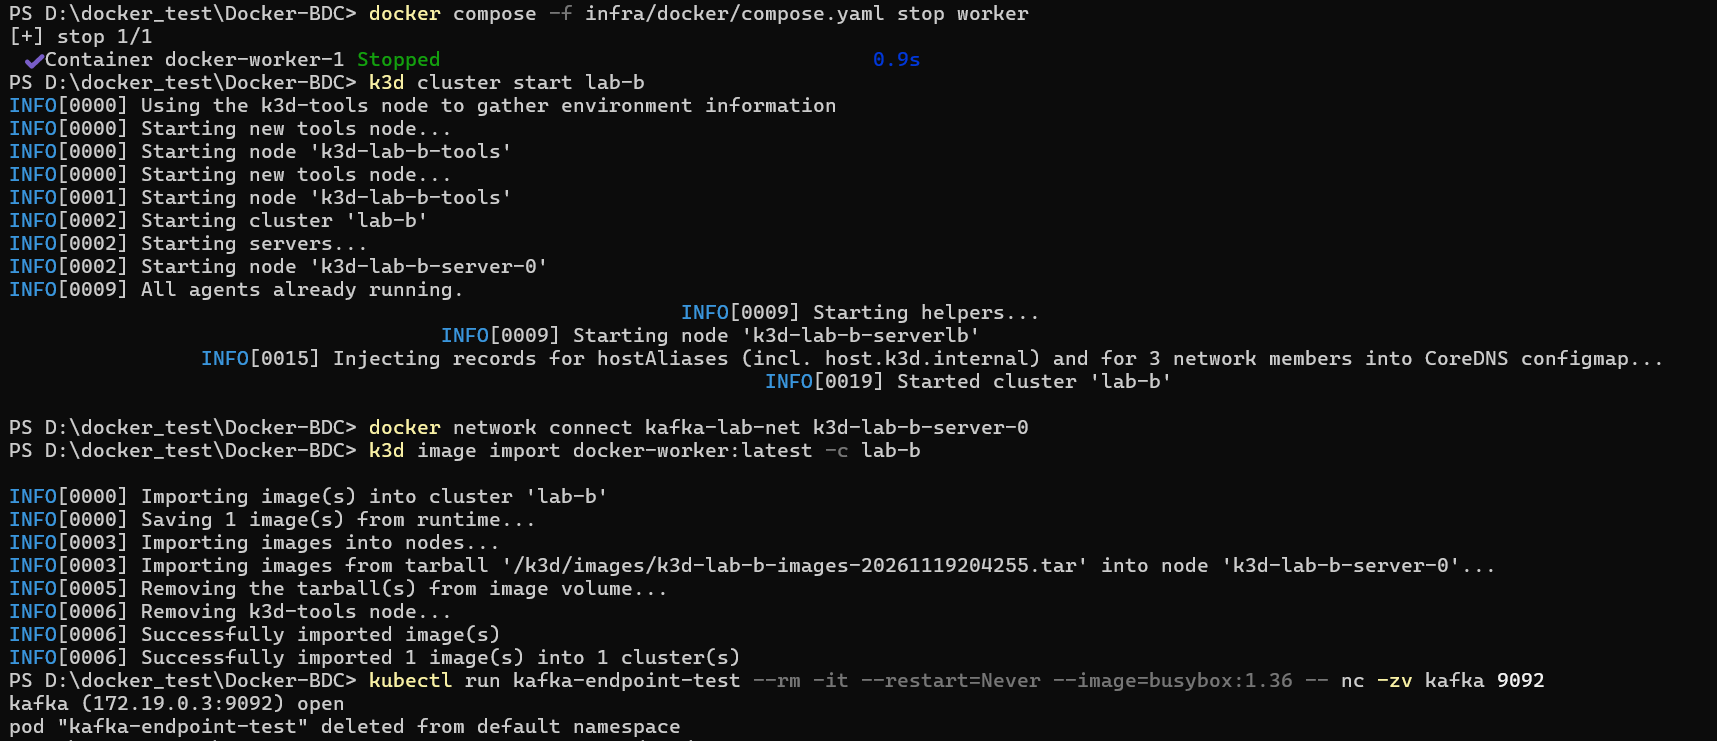 PS D:\docker_test\Docker-BDC> docker compose -f infra/docker/compose.yaml stop worker
[+] stop 1/1
✔Container docker-worker-1 Stopped 0.9s
PS D:\docker_test\Docker-BDC> k3d cluster start lab-b
INFO[0000] Using the k3d-tools node to gather environment information
INFO[0000] Starting new tools node...
INFO[0000] Starting node 'k3d-lab-b-tools'
INFO[0000] Starting new tools node...
INFO[0001] Starting node 'k3d-lab-b-tools'
INFO[0002] Starting cluster 'lab-b'
INFO[0002] Starting servers...
INFO[0002] Starting node 'k3d-lab-b-server-0'
INFO[0009] All agents already running.
INFO[0009] Starting helpers...
INFO[0009] Starting node 'k3d-lab-b-serverlb'
INFO[0015] Injecting records for hostAliases (incl. host.k3d.internal) and for 3 network members into CoreDNS configmap...
INFO[0019] Started cluster 'lab-b'
PS D:\docker_test\Docker-BDC> docker network connect kafka-lab-net k3d-lab-b-server-0
PS D:\docker_test\Docker-BDC> k3d image import docker-worker:latest -c lab-b
INFO[0000] Importing image(s) into cluster 'lab-b'
INFO[0000] Saving 1 image(s) from runtime...
INFO[0003] Importing images into nodes...
INFO[0003] Importing images from tarball '/k3d/images/k3d-lab-b-images-20261119204255.tar' into node 'k3d-lab-b-server-0'...
INFO[0005] Removing the tarball(s) from image volume...
INFO[0006] Removing k3d-tools node...
INFO[0006] Successfully imported image(s)
INFO[0006] Successfully imported 1 image(s) into 1 cluster(s)
PS D:\docker_test\Docker-BDC> kubectl run kafka-endpoint-test --rm -it --restart=Never --image=busybox:1.36 -- nc -zv kafka 9092
kafka (172.19.0.3:9092) open
pod "kafka-endpoint-test" deleted from default namespace